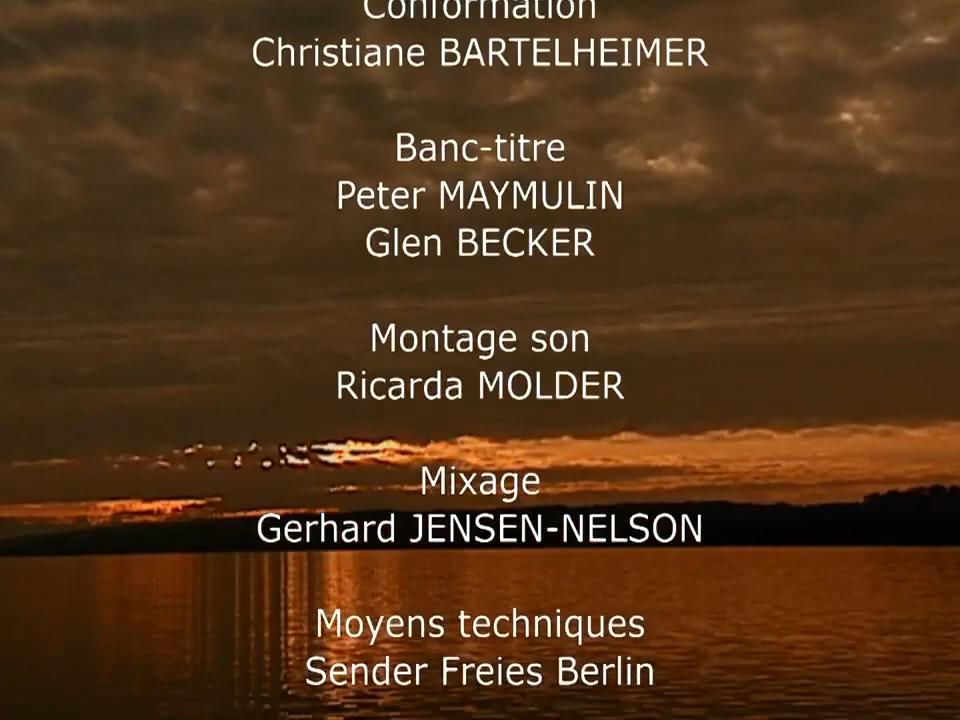 Conformation
Christiane BARTELHEIMER
Banc-titre
Peter MAYMULIN
Glen BECKER
Montage son
Ricarda MOLDER
Mixage
Gerhard JENSEN-NELSON
Moyens techniques
Sender Freies Berlin